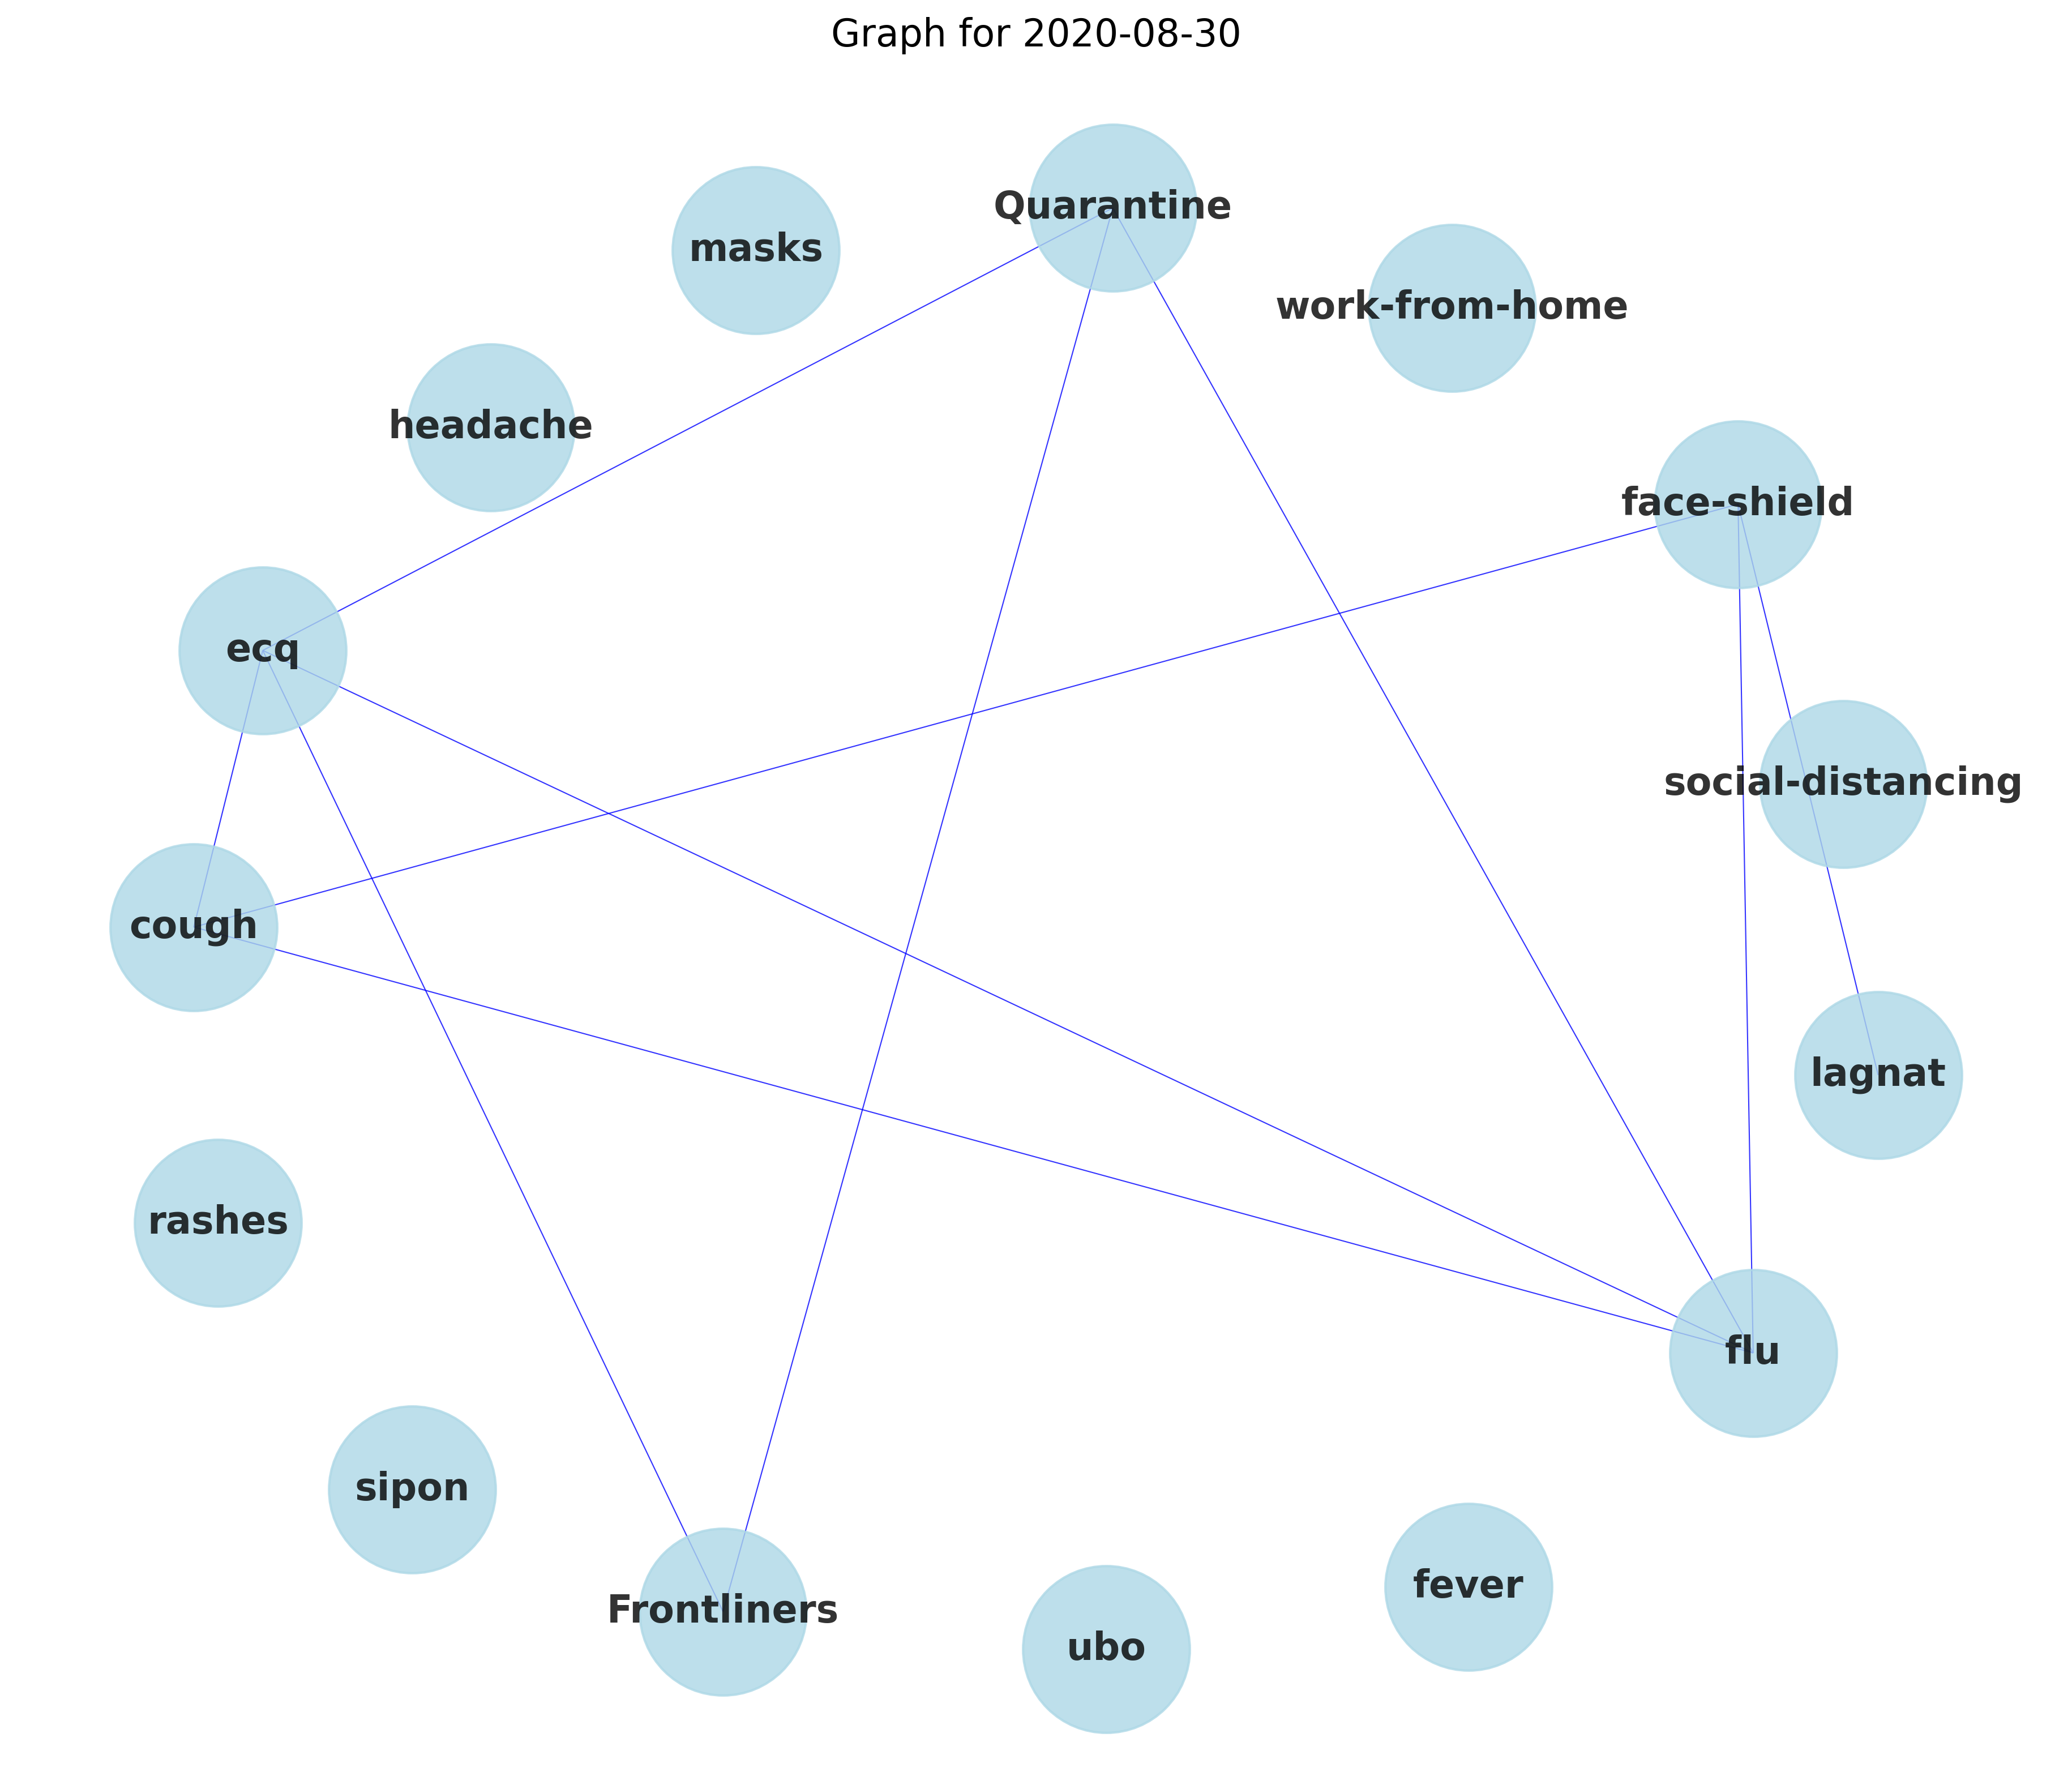 Graph for 2020-08-30
Quarantine
masks
work-from-home
headache
face-shield
ecq
social-distancing
cough
lagnat
rashes
flu
sipon
fever
Frontliners
ubo